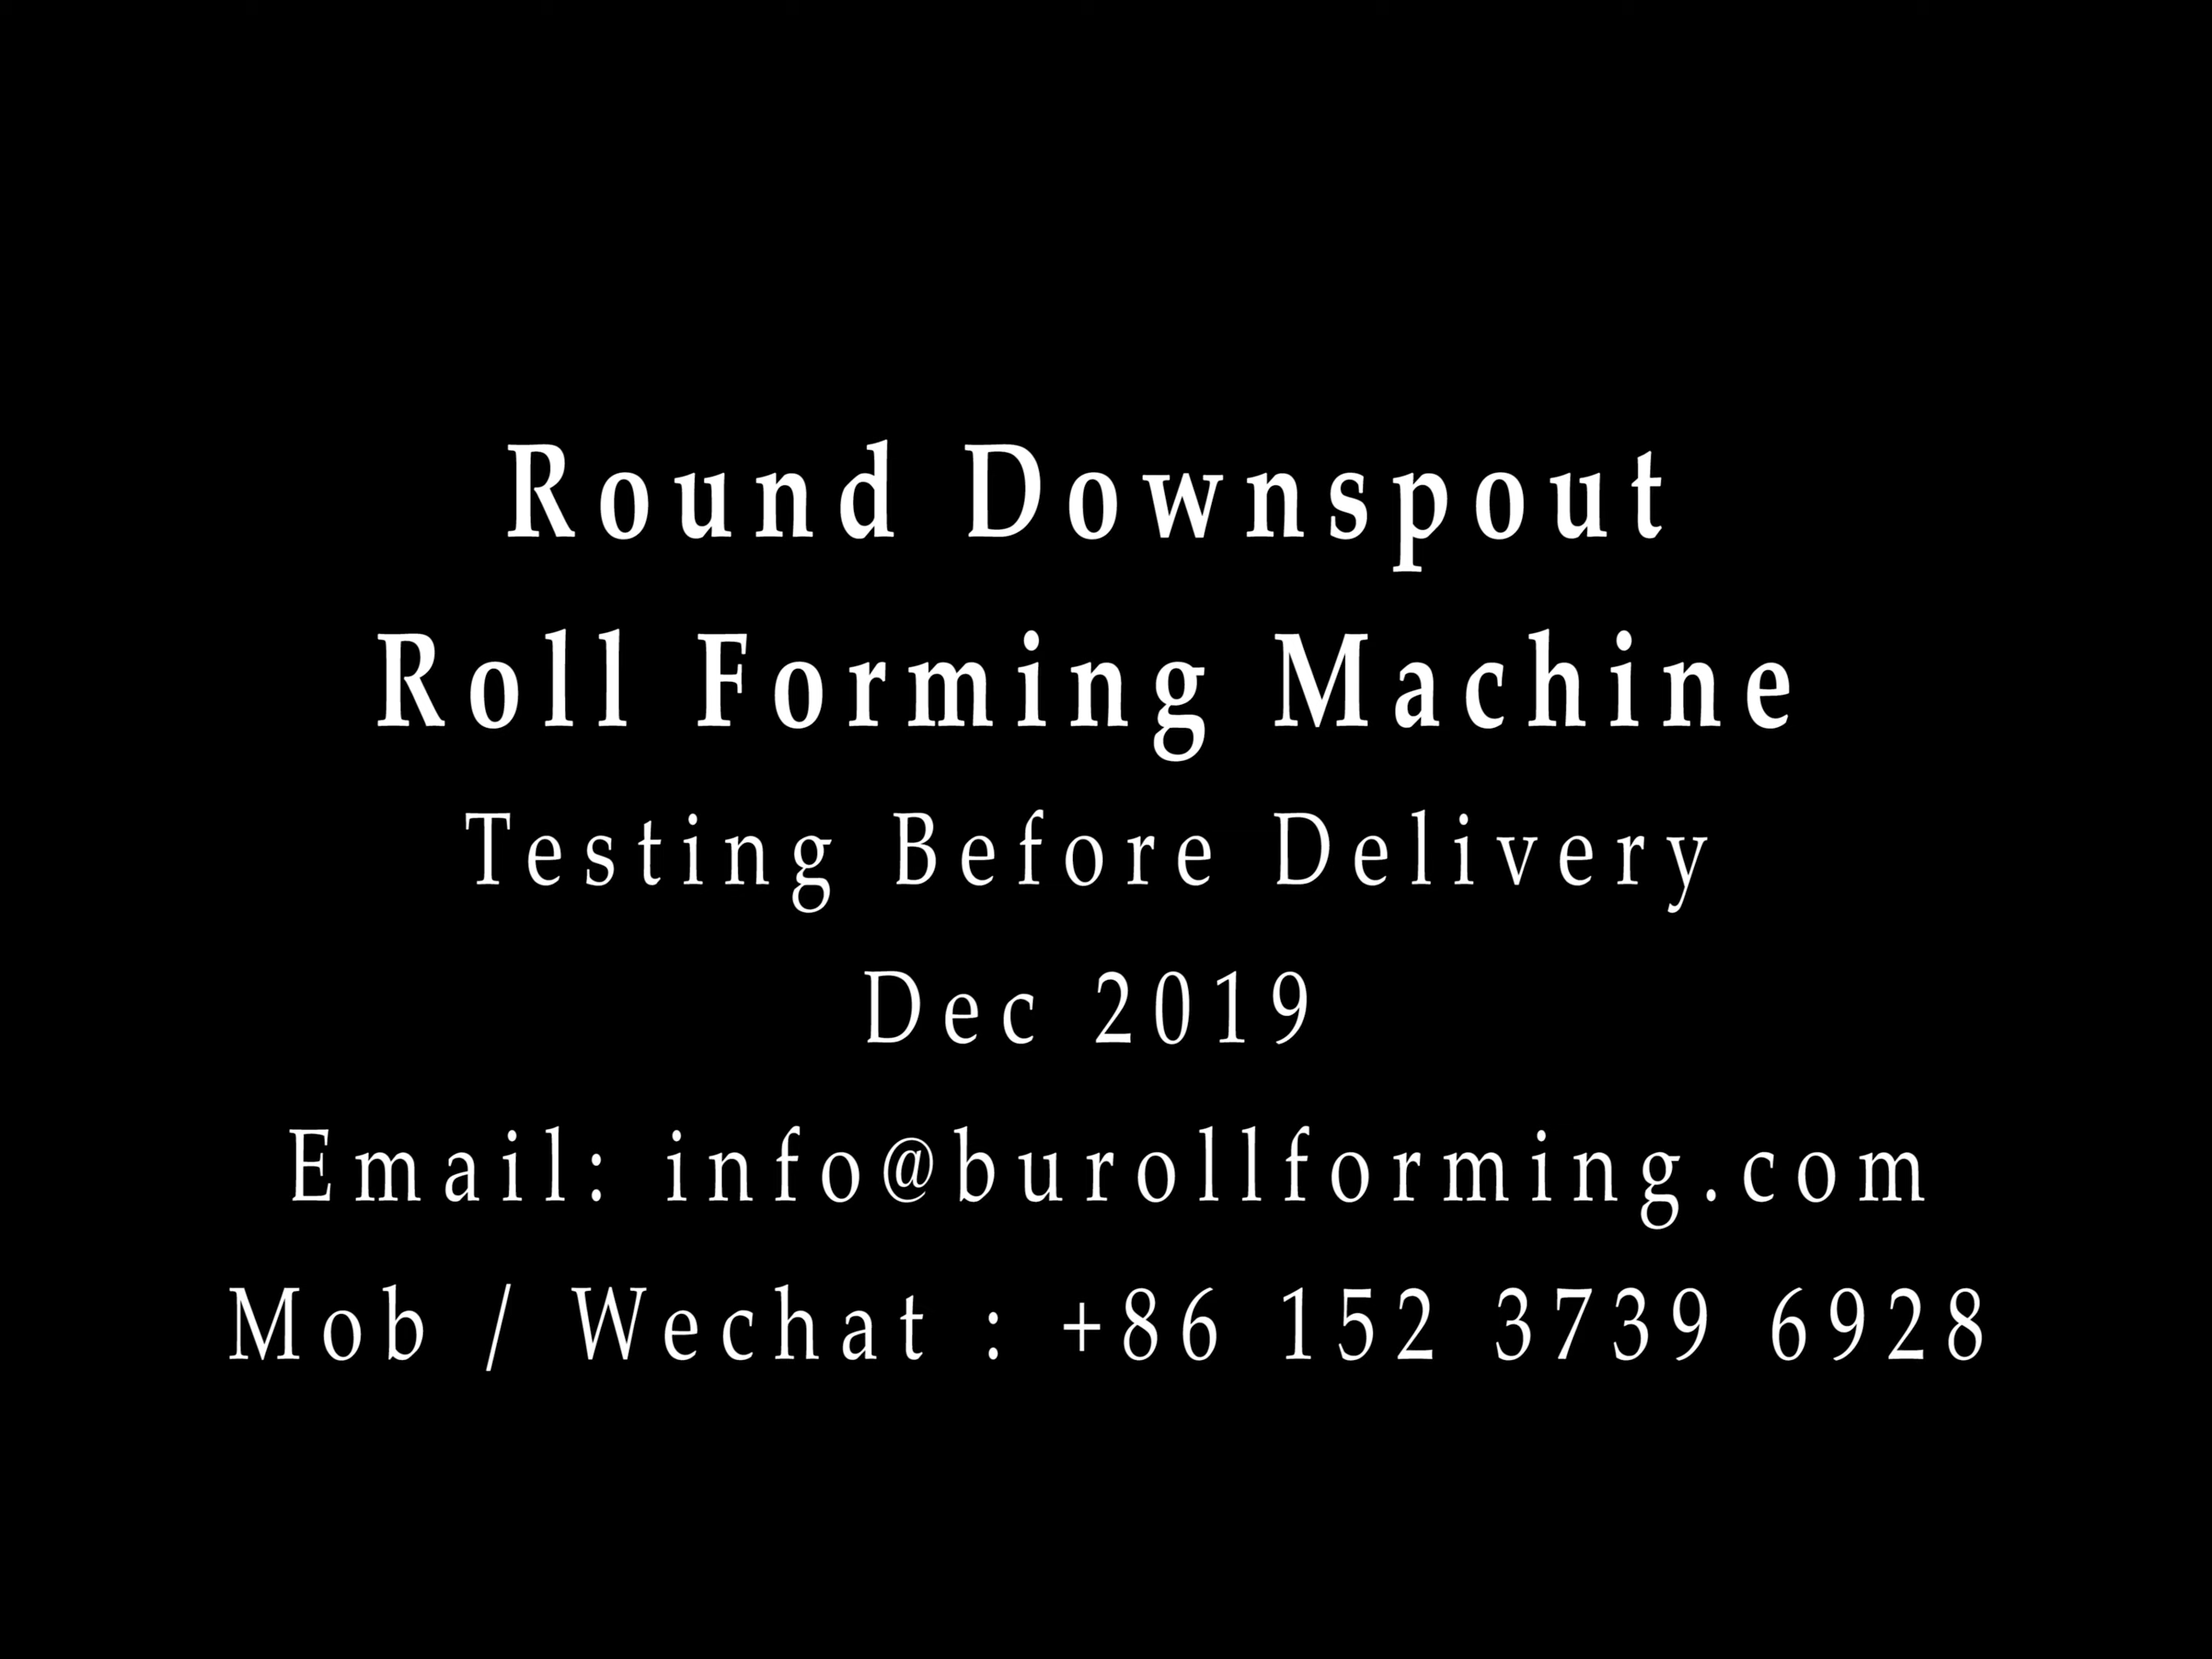 Round Downspout
Roll Forming Machine
Testing Before Delivery
Dec 2019
Email: info@burollforming.com
Mob / Wechat : +86 152 3739 6928